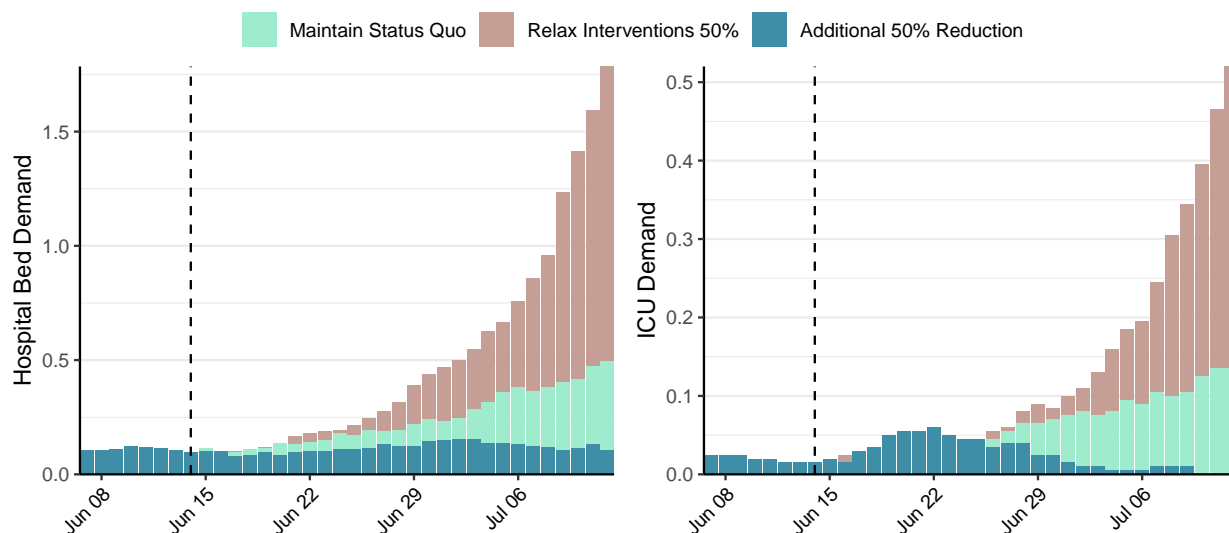 Maintain Status Quo Relax Interventions 50% Additional 50% Reduction
Hospital Bed Demand
1.5
1.0
0.5
0.0
Jun 08 Jun 15 Jun 22 Jun 29 Jul 06
ICU Demand
0.5
0.4
0.3
0.2
0.1
0.0
Jun 08 Jun 15 Jun 22 Jun 29 Jul 06